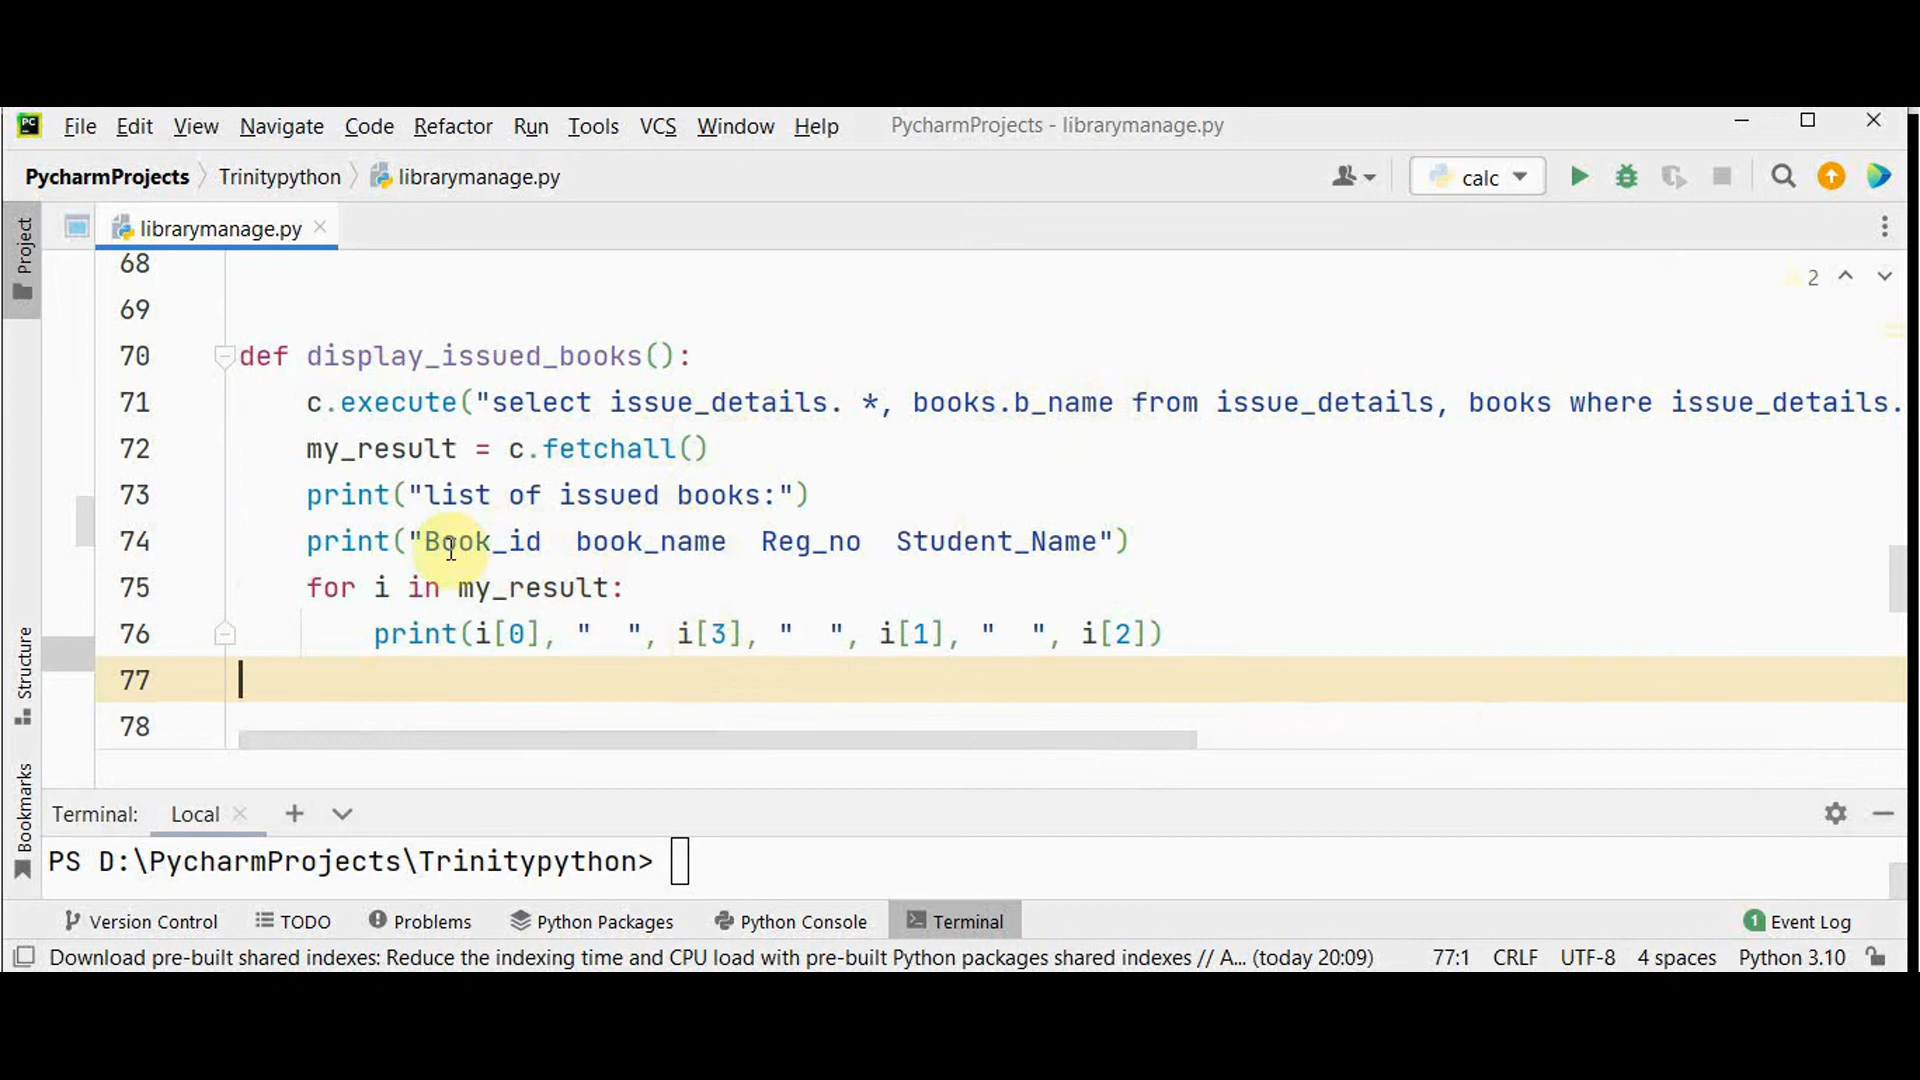 PC File Edit View Navigate Code Refactor Run Tools VCS Window Help PycharmProjects - librarymanage.py
PycharmProjects Trinitypython librarymanage.py calc
Project
librarymanage.py
2
68
69
70 def display_issued_books():
71 c.execute("select issue_details. *, books.b_name from issue_details, books where issue_details.
72 my_result = c.fetchall()
73 print("list of issued books:")
74 print("Book_id  book_name  Reg_no  Student_Name")
75 for i in my_result:
76 print(i[0], "  ", i[3], "  ", i[1], "  ", i[2])
77
78
Structure
Bookmarks
Terminal: Local
PS D:\PycharmProjects\Trinitypython>
Version Control TODO Problems Python Packages Python Console Terminal 1 Event Log
Download pre-built shared indexes: Reduce the indexing time and CPU load with pre-built Python packages shared indexes // A... (today 20:09) 77:1 CRLF UTF-8 4 spaces Python 3.10